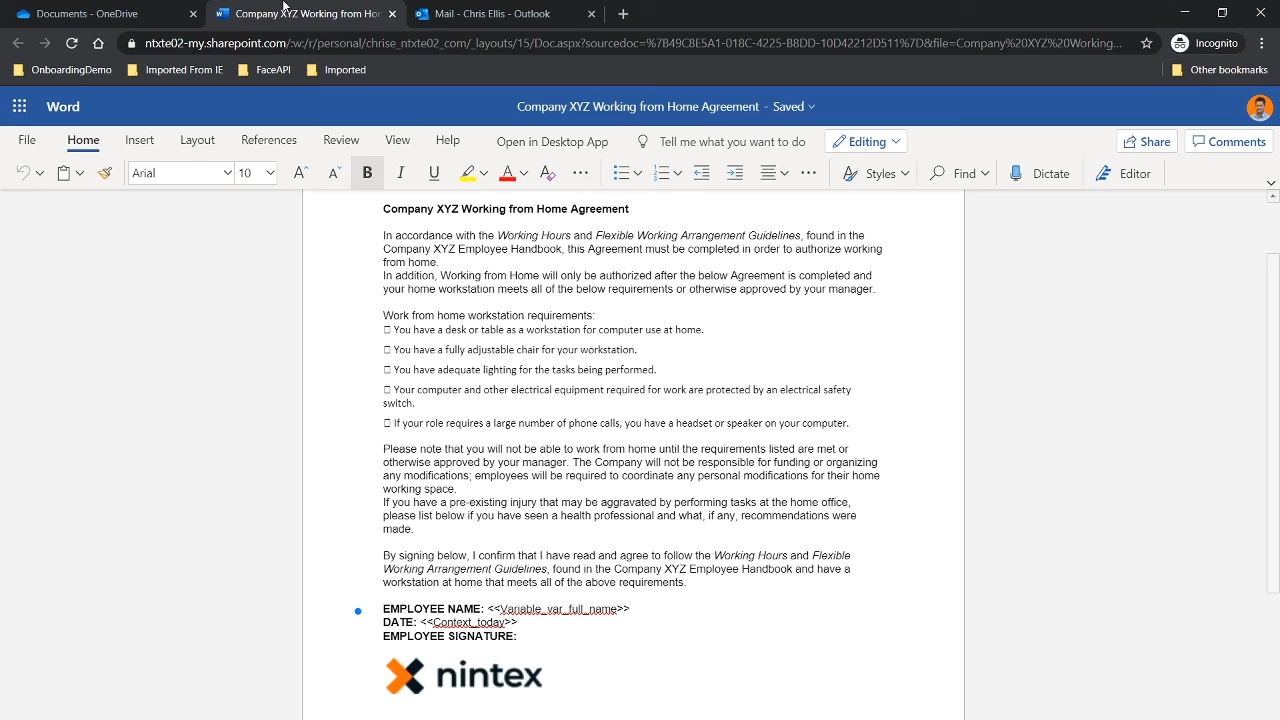 Documents - OneDrive
Company XYZ Working from Hom
Mail - Chris Ellis - Outlook
ntxte02-my.sharepoint.com/:w:/r/personal/chrise_ntxte02_com/_layouts/15/Doc.aspx?sourcedoc=%7B49C8E5A1-018C-4225-B8DD-10D42212D511%7D&file=Company%20XYZ%20Working...
Incognito
OnboardingDemo
Imported From IE
FaceAPI
Imported
Other bookmarks
Word
Company XYZ Working from Home Agreement - Saved
File Home Insert Layout References Review View Help Open in Desktop App Tell me what you want to do Editing Share Comments
Arial 10 B I U A Styles Find Dictate Editor
Company XYZ Working from Home Agreement
In accordance with the Working Hours and Flexible Working Arrangement Guidelines, found in the
Company XYZ Employee Handbook, this Agreement must be completed in order to authorize working
from home.
In addition, Working from Home will only be authorized after the below Agreement is completed and
your home workstation meets all of the below requirements or otherwise approved by your manager.
Work from home workstation requirements:
☐ You have a desk or table as a workstation for computer use at home.
☐ You have a fully adjustable chair for your workstation.
☐ You have adequate lighting for the tasks being performed.
☐ Your computer and other electrical equipment required for work are protected by an electrical safety
switch.
☐ If your role requires a large number of phone calls, you have a headset or speaker on your computer.
Please note that you will not be able to work from home until the requirements listed are met or
otherwise approved by your manager. The Company will not be responsible for funding or organizing
any modifications; employees will be required to coordinate any personal modifications for their home
working space.
If you have a pre-existing injury that may be aggravated by performing tasks at the home office,
please list below if you have seen a health professional and what, if any, recommendations were
made.
By signing below, I confirm that I have read and agree to follow the Working Hours and Flexible
Working Arrangement Guidelines, found in the Company XYZ Employee Handbook and have a
workstation at home that meets all of the above requirements.
EMPLOYEE NAME: <<Variable_var_full_name>>
DATE: <<Context_today>>
EMPLOYEE SIGNATURE:
nintex